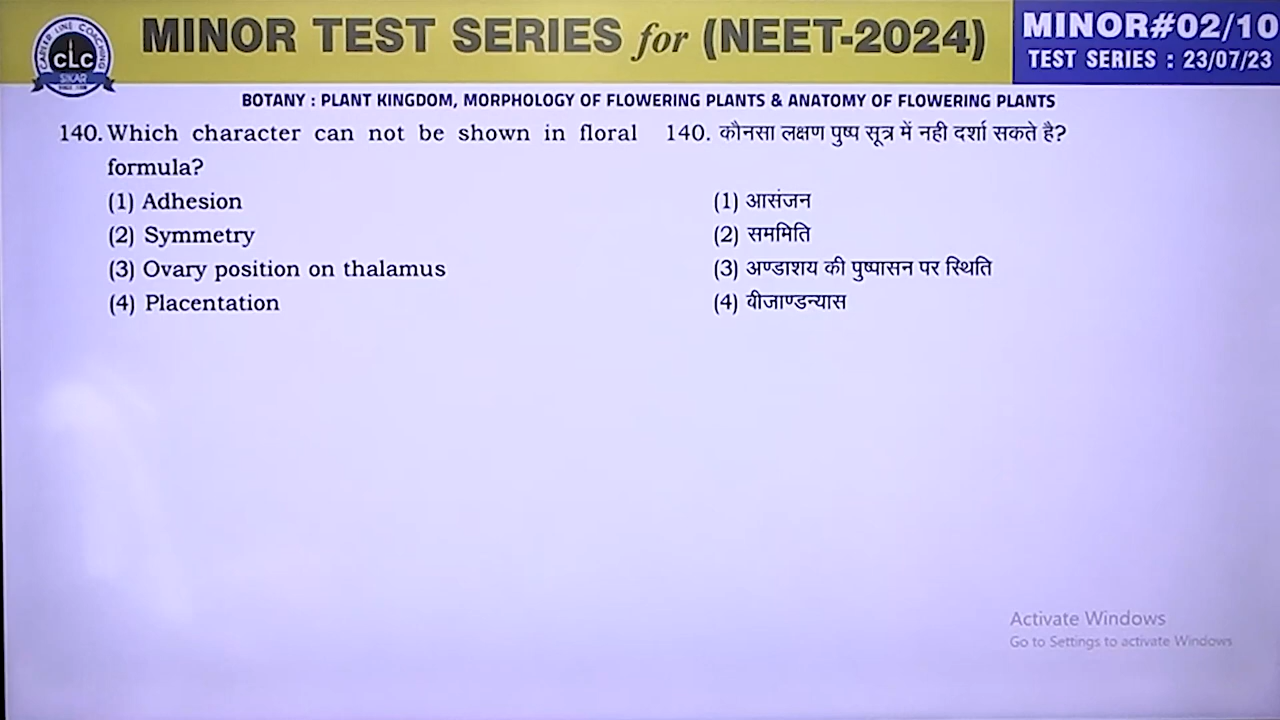 CAREER LINE COACHING
CLC
SIKAR
MINOR TEST SERIES for (NEET-2024)
MINOR#02/10
TEST SERIES : 23/07/23
BOTANY : PLANT KINGDOM, MORPHOLOGY OF FLOWERING PLANTS & ANATOMY OF FLOWERING PLANTS
140. Which character can not be shown in floral
formula?
(1) Adhesion
(2) Symmetry
(3) Ovary position on thalamus
(4) Placentation
140. कौनसा लक्षण पुष्प सूत्र में नही दर्शा सकते है?
(1) आसंजन
(2) सममिति
(3) अण्डाशय की पुष्पासन पर स्थिति
(4) बीजाण्डन्यास
Activate Windows
Go to Settings to activate Windows